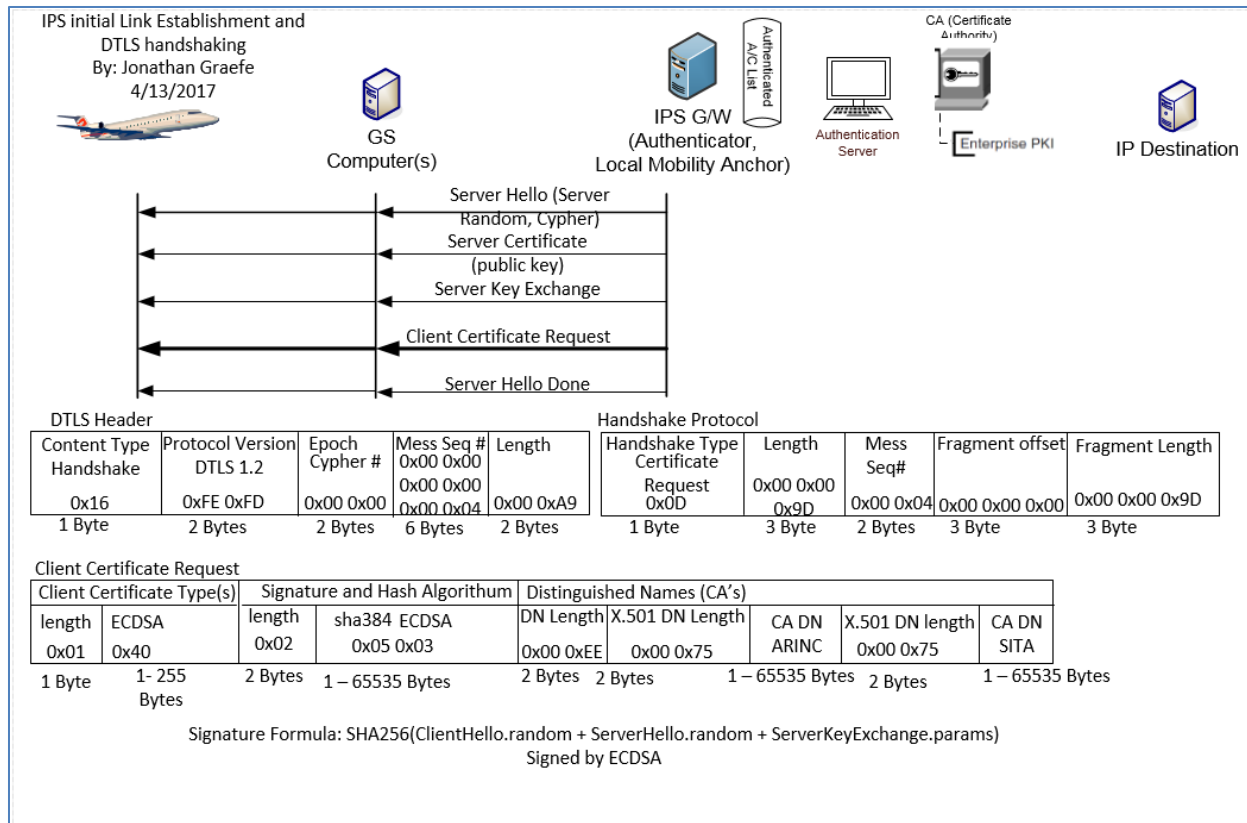 IPS initial Link Establishment and
DTLS handshaking
By: Jonathan Graefe
4/13/2017
GS
Computer(s)
IPS G/W
(Authenticator,
Local Mobility Anchor)
Authenticated
A/C List
Authentication
Server
CA (Certificate
Authority)
Enterprise PKI
IP Destination
Server Hello (Server
Random, Cypher)
Server Certificate
(public key)
Server Key Exchange
Client Certificate Request
Server Hello Done
DTLS Header
Content Type
Handshake
0x16
1 Byte
Protocol Version
DTLS 1.2
0xFE 0xFD
2 Bytes
Epoch
Cypher #
0x00 0x00
2 Bytes
Mess Seq #
0x00 0x00
0x00 0x00
0x00 0x04
6 Bytes
Length
0x00 0xA9
2 Bytes
Handshake Protocol
Handshake Type
Certificate
Request
0x0D
1 Byte
Length
0x00 0x00
0x9D
3 Byte
Mess
Seq#
0x00 0x04
2 Bytes
Fragment offset
0x00 0x00 0x00
3 Byte
Fragment Length
0x00 0x00 0x9D
3 Byte
Client Certificate Request
Client Certificate Type(s)
length
0x01
1 Byte
ECDSA
0x40
1- 255
Bytes
Signature and Hash Algorithum
length
0x02
2 Bytes
sha384 ECDSA
0x05 0x03
1 – 65535 Bytes
Distinguished Names (CA's)
DN Length
0x00 0xEE
2 Bytes
X.501 DN Length
0x00 0x75
2 Bytes
CA DN
ARINC
1 – 65535 Bytes
X.501 DN length
0x00 0x75
2 Bytes
CA DN
SITA
1 – 65535 Bytes
Signature Formula: SHA256(ClientHello.random + ServerHello.random + ServerKeyExchange.params)
Signed by ECDSA